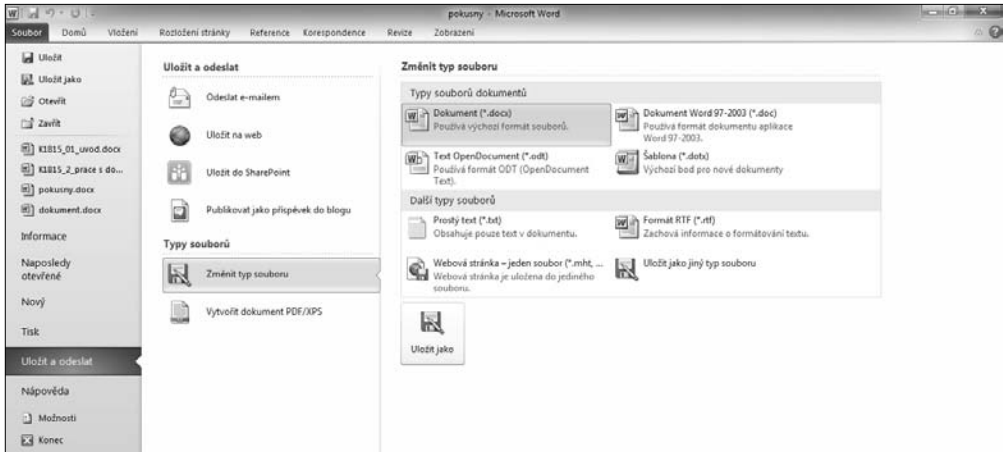 pokusny - Microsoft Word
Soubor Domů Vložení Rozložení stránky Reference Korespondence Revize Zobrazení
Uložit
Uložit jako
Otevřít
Zavřít
K1815_01_uvod.docx
K1815_2_prace s do...
pokusny.docx
dokument.docx
Informace
Naposledy
otevřené
Nový
Tisk
Uložit a odeslat
Nápověda
Možnosti
Konec
Uložit a odeslat
Odeslat e-mailem
Uložit na web
Uložit do SharePoint
Publikovat jako příspěvek do blogu
Typy souborů
Změnit typ souboru
Vytvořit dokument PDF/XPS
Změnit typ souboru
Typy souborů dokumentů
Dokument (*.docx)
Používá výchozí formát souborů.
Dokument Word 97-2003 (*.doc)
Používá formát dokumentu aplikace
Word 97-2003.
Text OpenDocument (*.odt)
Používá formát ODT (OpenDocument
Text).
Šablona (*.dotx)
Výchozí bod pro nové dokumenty
Další typy souborů
Prostý text (*.txt)
Obsahuje pouze text v dokumentu.
Formát RTF (*.rtf)
Zachová informace o formátování textu.
Webová stránka – jeden soubor (*.mht, ...
Webová stránka je uložena do jediného
souboru.
Uložit jako jiný typ souboru
Uložit jako